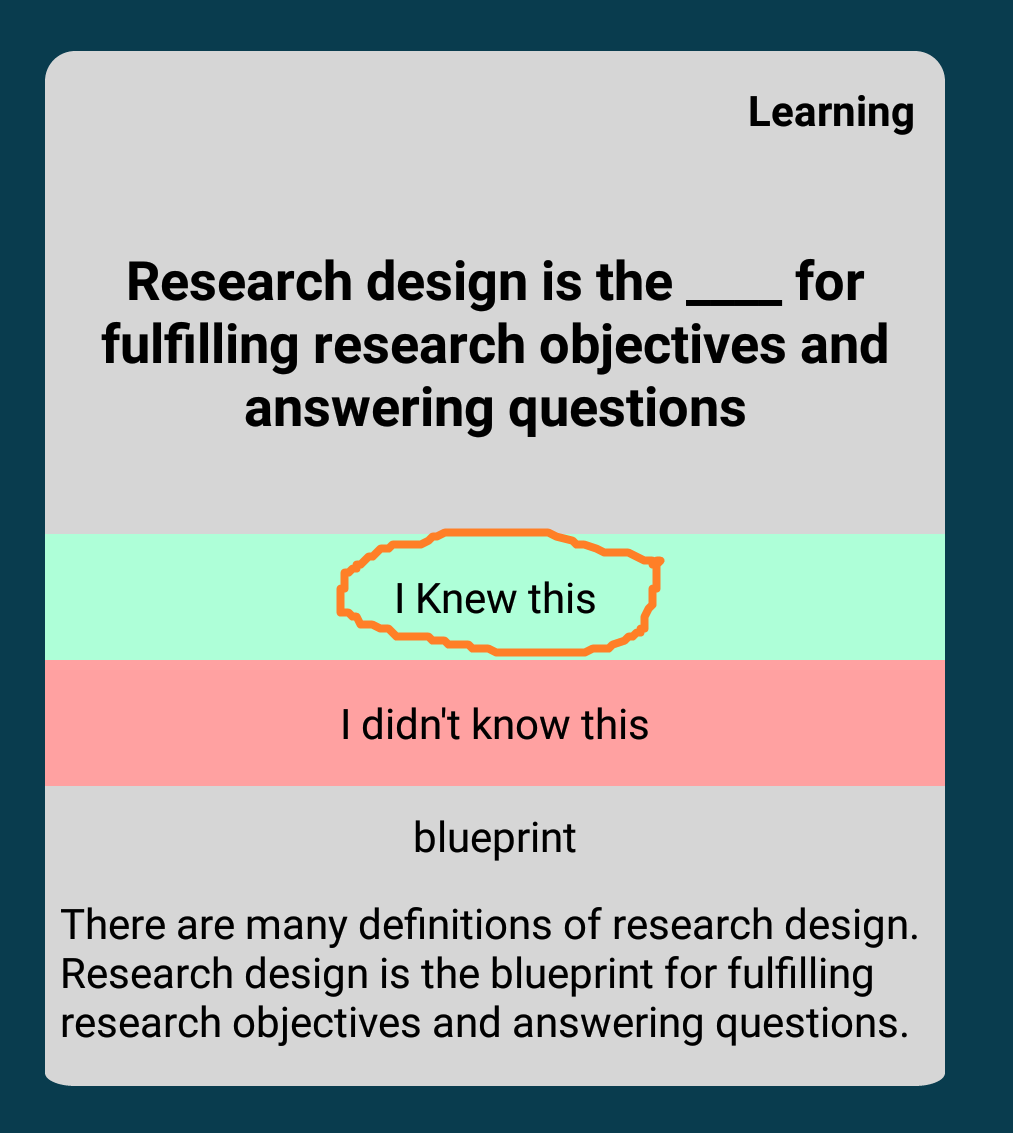 Learning
Research design is the ____ for
fulfilling research objectives and
answering questions
I Knew this
I didn't know this
blueprint
There are many definitions of research design.
Research design is the blueprint for fulfilling
research objectives and answering questions.